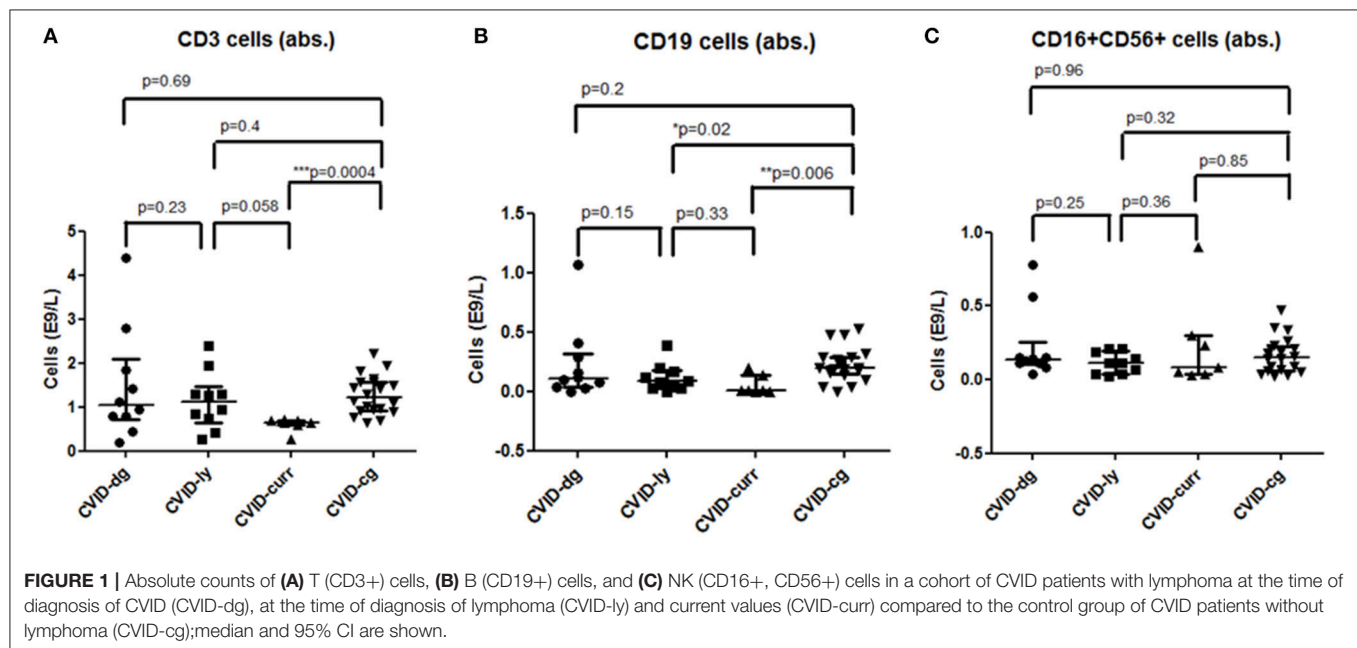 A
CD3 cells (abs.)
p=0.69
p=0.4
***p=0.0004
p=0.23
p=0.058
5
4
3
2
1
0
Cells (E9/L)
CVID-dg
CVID-ly
CVID-curr
CVID-cg
B
CD19 cells (abs.)
p=0.2
*p=0.02
**p=0.006
p=0.15
p=0.33
1.5
1.0
0.5
0.0
-0.5
Cells (E9/L)
CVID-dg
CVID-ly
CVID-curr
CVID-cg
C
CD16+CD56+ cells (abs.)
p=0.96
p=0.32
p=0.85
p=0.25
p=0.36
1.0
0.5
0.0
-0.5
Cells (E9/L)
CVID-dg
CVID-ly
CVID-curr
CVID-cg
FIGURE 1 | Absolute counts of (A) T (CD3+) cells, (B) B (CD19+) cells, and (C) NK (CD16+, CD56+) cells in a cohort of CVID patients with lymphoma at the time of
diagnosis of CVID (CVID-dg), at the time of diagnosis of lymphoma (CVID-ly) and current values (CVID-curr) compared to the control group of CVID patients without
lymphoma (CVID-cg);median and 95% CI are shown.